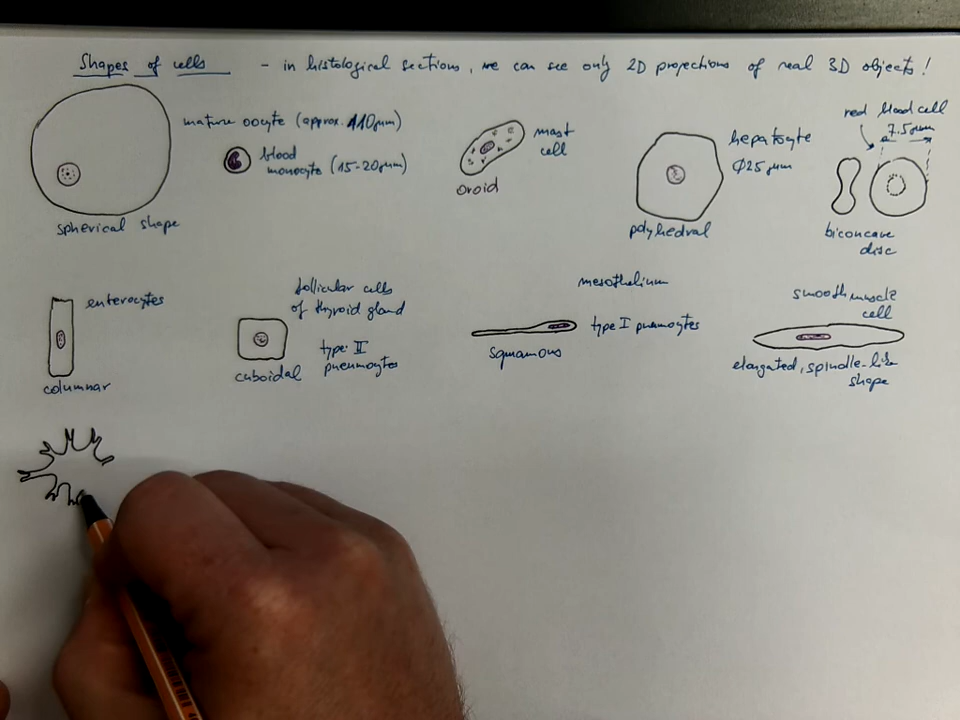 Shapes of cells - in histological sections, we can see only 2D projections of real 3D objects!
mature oocyte (approx. 110µm)
blood
monocyte (15-20µm)
spherical shape
mast
cell
ovoid
hepatocyte
Φ25 µm
polyhedral
red blood cell
7.5µm
biconcave
disc
enterocytes
columnar
follicular cells
of thyroid gland
type II
pneumocytes
cuboidal
mesothelium
type I pneumocytes
squamous
smooth muscle
cell
elongated, spindle-like
shape